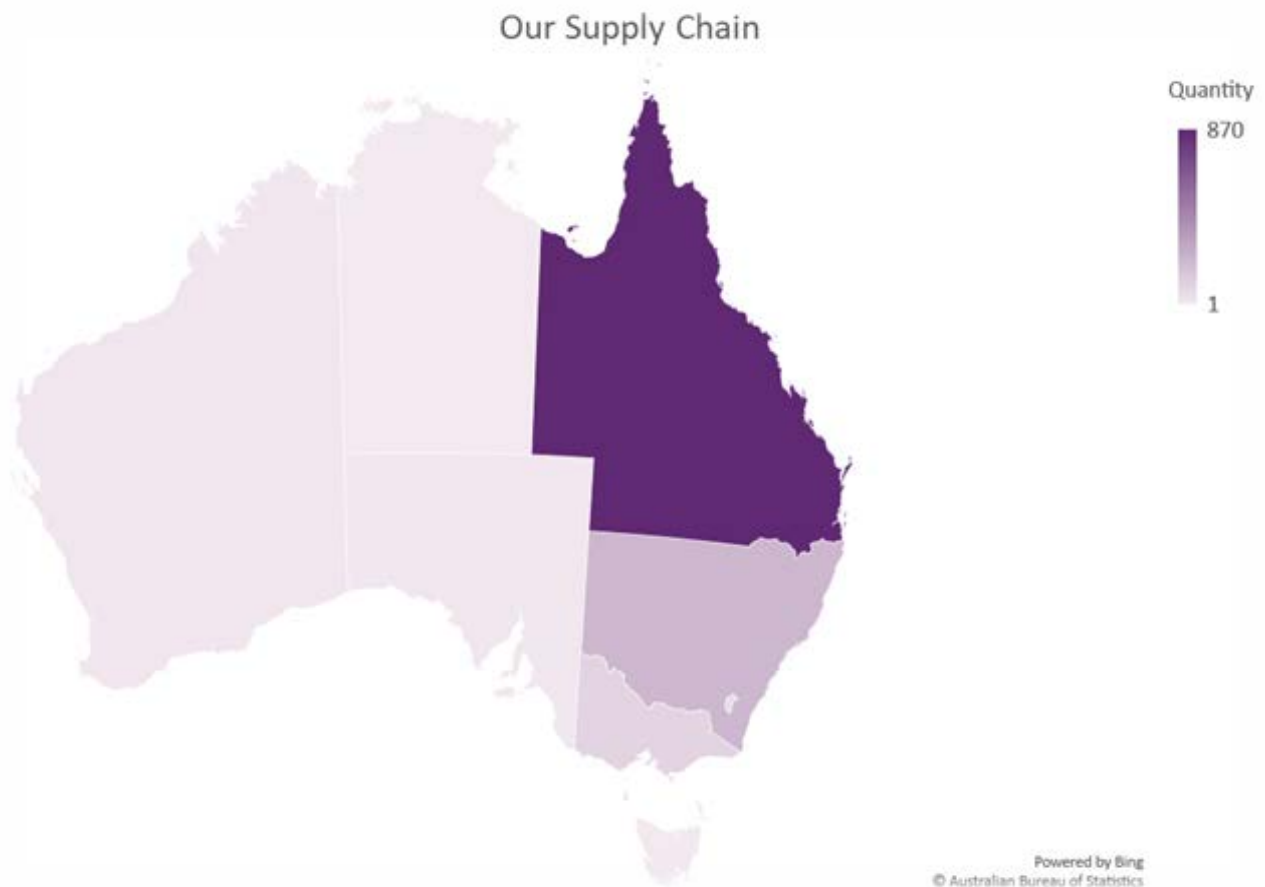 Our Supply Chain
Quantity
870
1
Powered by Bing
© Australian Bureau of Statistics